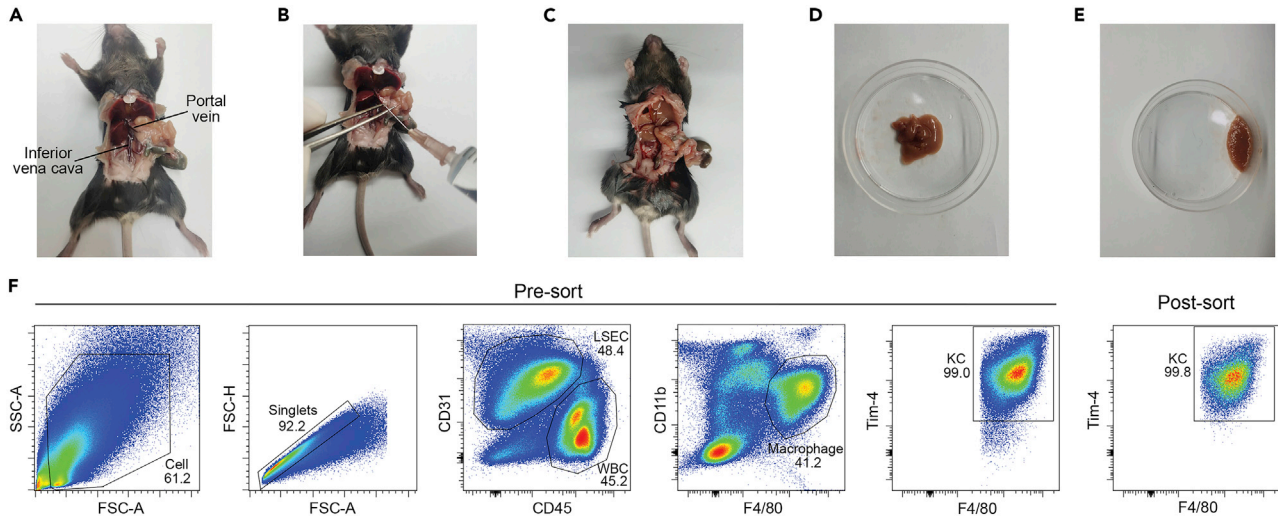 A
B
C
D
E
Portal
vein
Inferior
vena cava
F
Pre-sort
Post-sort
SSC-A
Cell
61.2
FSC-A
FSC-H
Singlets
92.2
FSC-A
CD31
LSEC
48.4
WBC
45.2
CD45
CD11b
Macrophage
41.2
F4/80
Tim-4
KC
99.0
F4/80
Tim-4
KC
99.8
F4/80